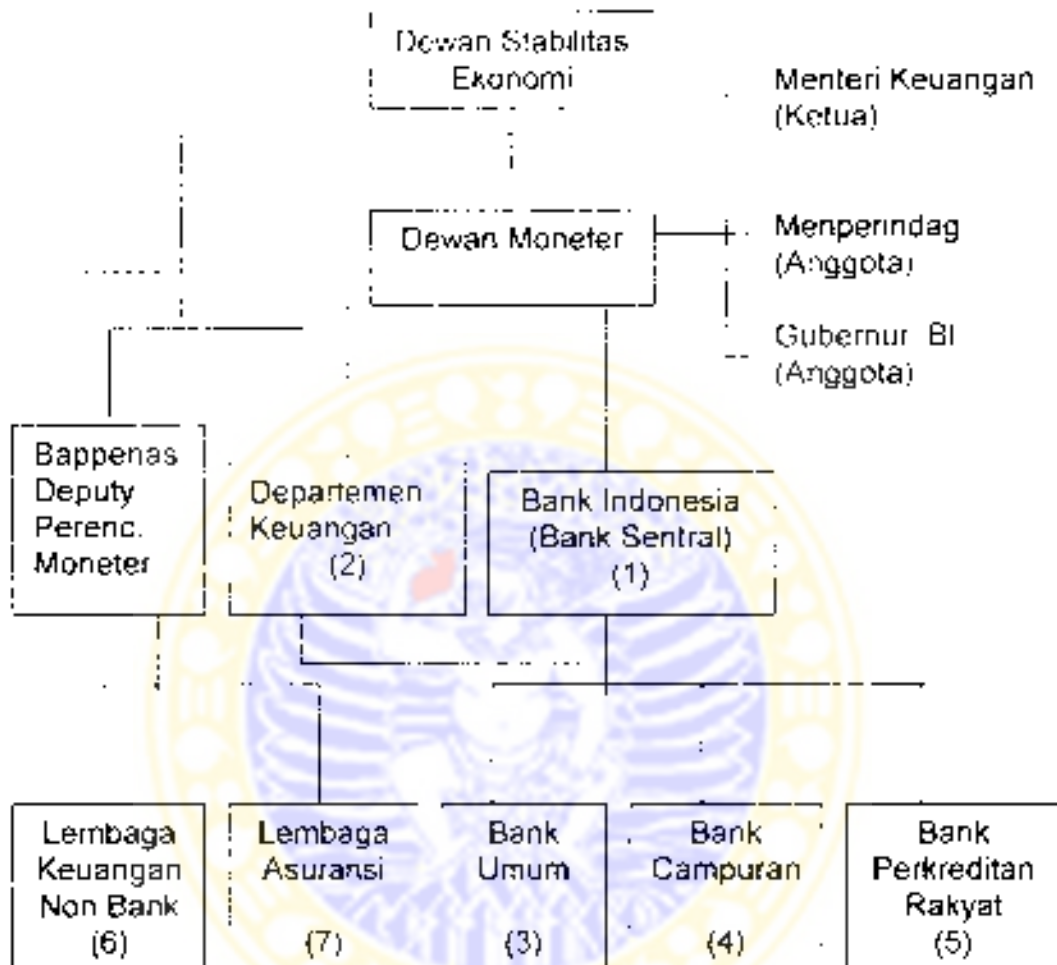 Dewan Stabilitas
Ekonomi
Menteri Keuangan
(Ketua)
Dewan Moneter
Menperindag
(Anggota)
Gubernur BI
(Anggota)
Bappenas
Deputy
Perenc.
Moneter
Departemen
Keuangan
(2)
Bank Indonesia
(Bank Sentral)
(1)
Lembaga
Keuangan
Non Bank
(6)
Lembaga
Asuransi
(7)
Bank
Umum
(3)
Bank
Campuran
(4)
Bank
Perkreditan
Rakyat
(5)